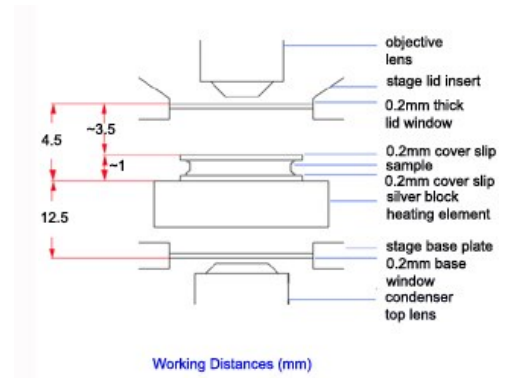 objective
lens
stage lid insert
0.2mm thick
lid window
~3.5
4.5
0.2mm cover slip
~1
sample
0.2mm cover slip
silver block
heating element
12.5
stage base plate
0.2mm base
window
condenser
top lens
Working Distances (mm)